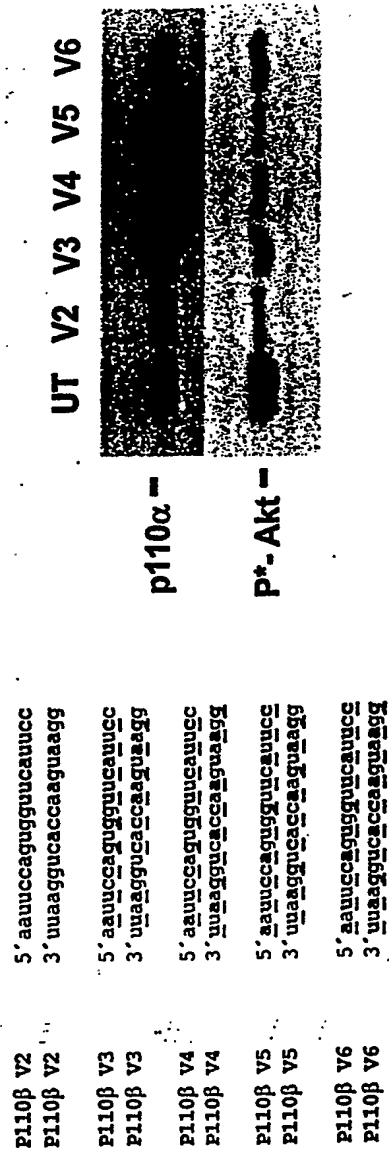 UT V2 V3 V4 V5 V6
p110α –
P*- Akt –
P110β V2 5´aauuccaguggguucauucc
P110β V2 3´uuaaggucaccaaguaagg
P110β V3 5´aauuccagugguucauucc
P110β V3 3´uuaaggucaccaaguaagg
P110β V4 5´aauuccagugguucauucc
P110β V4 3´uuaaggucaccaaguaagg
P110β V5 5´aauuccagugguucauucc
P110β V5 3´uuaaggucaccaaguaagg
P110β V6 5´aauuccagugguucauucc
P110β V6 3´uuaaggucaccaaguaagg